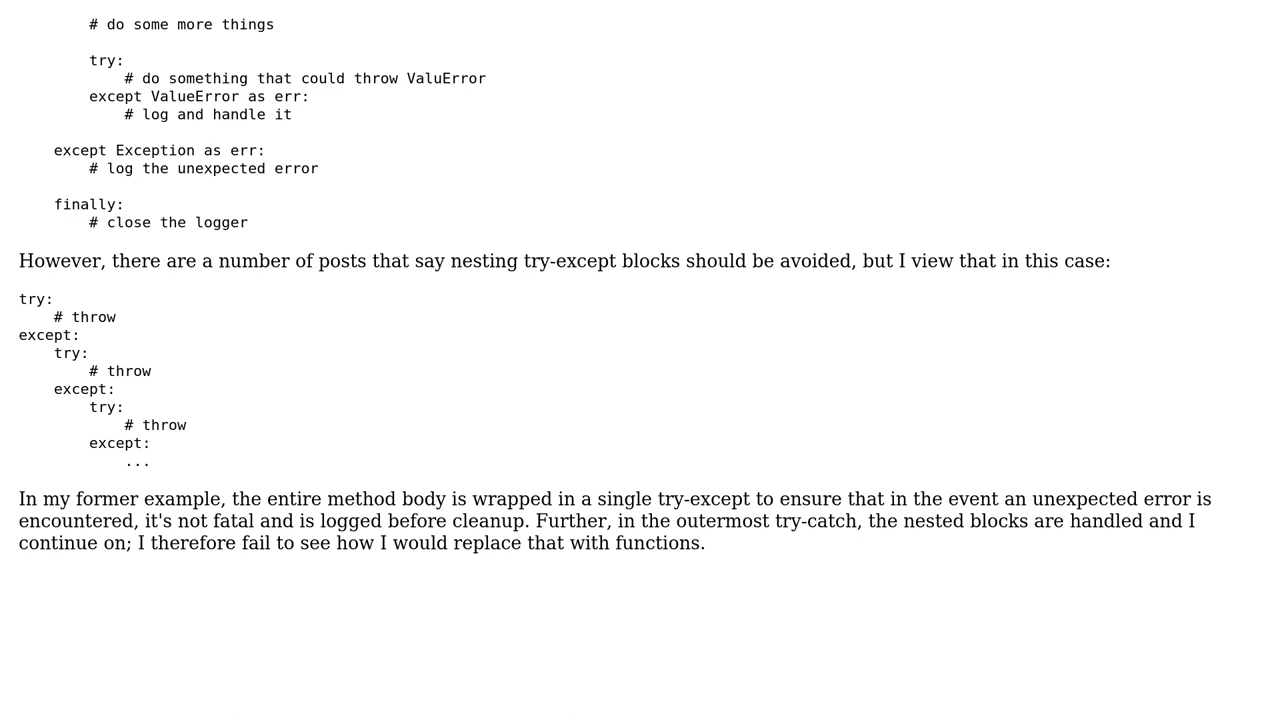 # do some more things
try:
# do something that could throw ValuError
except ValueError as err:
# log and handle it
except Exception as err:
# log the unexpected error
finally:
# close the logger
However, there are a number of posts that say nesting try-except blocks should be avoided, but I view that in this case:
try:
# throw
except:
try:
# throw
except:
try:
# throw
except:
...
In my former example, the entire method body is wrapped in a single try-except to ensure that in the event an unexpected error is
encountered, it's not fatal and is logged before cleanup. Further, in the outermost try-catch, the nested blocks are handled and I
continue on; I therefore fail to see how I would replace that with functions.